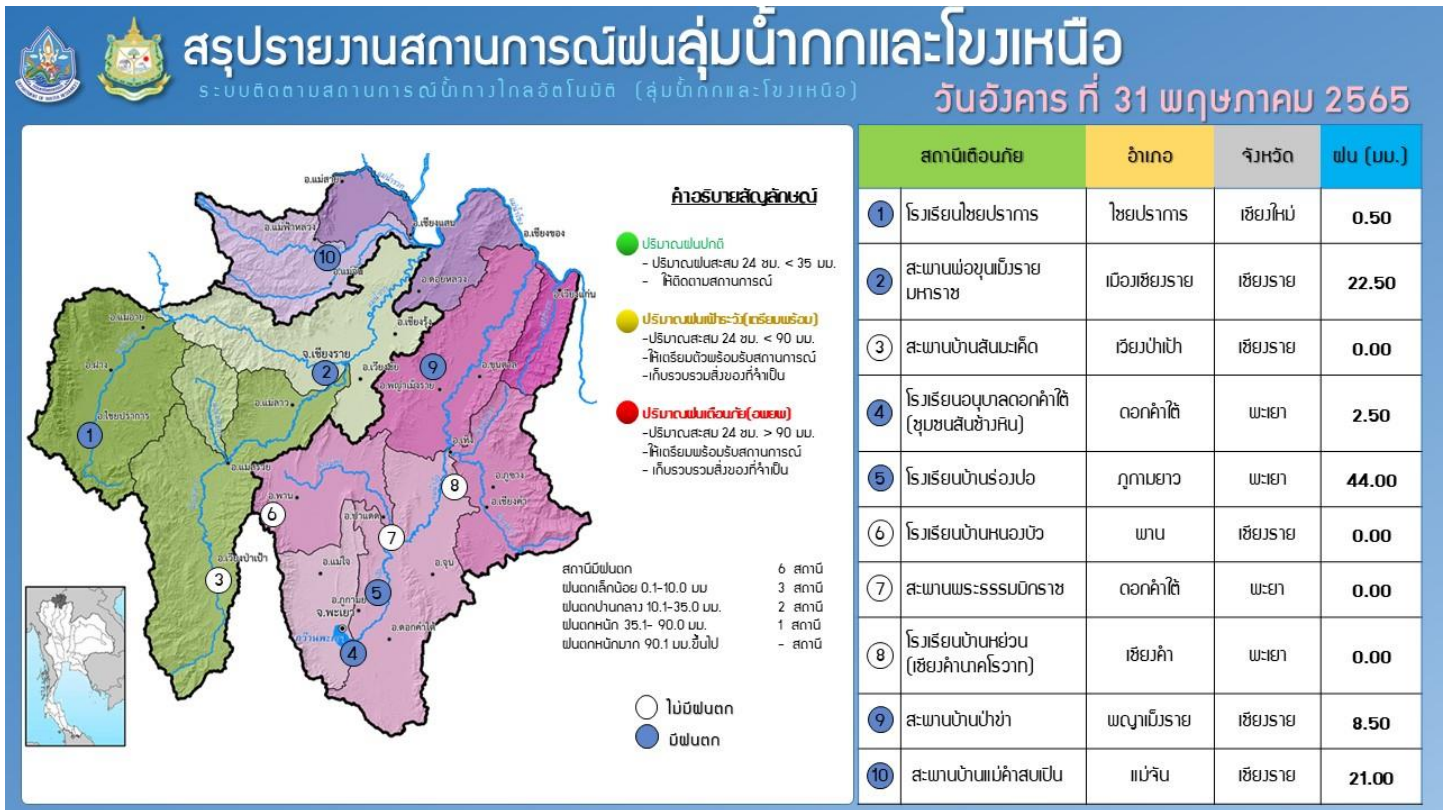 สรุปรายงานสถานการณ์ฝนลุ่มน้ำกกและโขงเหนือ
ระบบติดตามสถานการณ์น้ำทางไกลอัตโนมัติ (ลุ่มน้ำกกและโขงเหนือ)
วันอังคาร ที่ 31 พฤษภาคม 2565
อ.แม่สาย
อ.แม่ฟ้าหลวง
อ.เชียงแสน
อ.เชียงของ
10
อ.แม่จัน
อ.ดอยหลวง
อ.เวียงแก่น
อ.แม่อาย
อ.เชียงรุ้ง
จ.เชียงราย
2
อ.เวียงชัย
9
อ.พญาเม็งราย
อ.ขุนตาล
อ.ฝาง
อ.ไชยปราการ
1
อ.แม่ลาว
อ.แม่สรวย
อ.เทิง
8
อ.ภูซาง
อ.เชียงคำ
อ.พาน
6
อ.ป่าแดด
7
อ.เวียงป่าเป้า
3
อ.แม่ใจ
อ.จุน
5
จ.พะเยา
อ.ดอกคำใต้
4
คำอธิบายสัญลักษณ์
ปริมาณฝนปกติ
- ปริมาณฝนสะสม 24 ชม. < 35 มม.
- ให้ติดตามสถานการณ์
ปริมาณฝนเฝ้าระวัง(เตรียมพร้อม)
-ปริมาณสะสม 24 ชม. < 90 มม.
-ให้เตรียมตัวพร้อมรับสถานการณ์
-เก็บรวบรวมสิ่งของที่จำเป็น
ปริมาณฝนเตือนภัย(อพยพ)
-ปริมาณสะสม 24 ชม. > 90 มม.
-ให้เตรียมพร้อมรับสถานการณ์
- เก็บรวบรวมสิ่งของที่จำเป็น
สถานีมีฝนตก 6 สถานี
ฝนตกเล็กน้อย 0.1-10.0 มม 3 สถานี
ฝนตกปานกลาง 10.1-35.0 มม. 2 สถานี
ฝนตกหนัก 35.1- 90.0 มม. 1 สถานี
ฝนตกหนักมาก 90.1 มม.ขึ้นไป - สถานี
ไม่มีฝนตก
มีฝนตก
สถานีเตือนภัย อำเภอ จังหวัด ฝน (มม.)
1 โรงเรียนไชยปราการ ไชยปราการ เชียงใหม่ 0.50
2 สะพานพ่อขุนเม็งราย
มหาราช เมืองเชียงราย เชียงราย 22.50
3 สะพานบ้านสันมะเค็ด เวียงป่าเป้า เชียงราย 0.00
4 โรงเรียนอนุบาลดอกคำใต้
(ชุมชนสันช้างหิน) ดอกคำใต้ พะเยา 2.50
5 โรงเรียนบ้านร่องปอ ภูกามยาว พะเยา 44.00
6 โรงเรียนบ้านหนองบัว พาน เชียงราย 0.00
7 สะพานพระธรรมมิกราช ดอกคำใต้ พะเยา 0.00
8 โรงเรียนบ้านหย่วน
(เชียงคำนาคโรวาท) เชียงคำ พะเยา 0.00
9 สะพานบ้านป่าข่า พญาเม็งราย เชียงราย 8.50
10 สะพานบ้านแม่คำสบเปิน แม่จัน เชียงราย 21.00